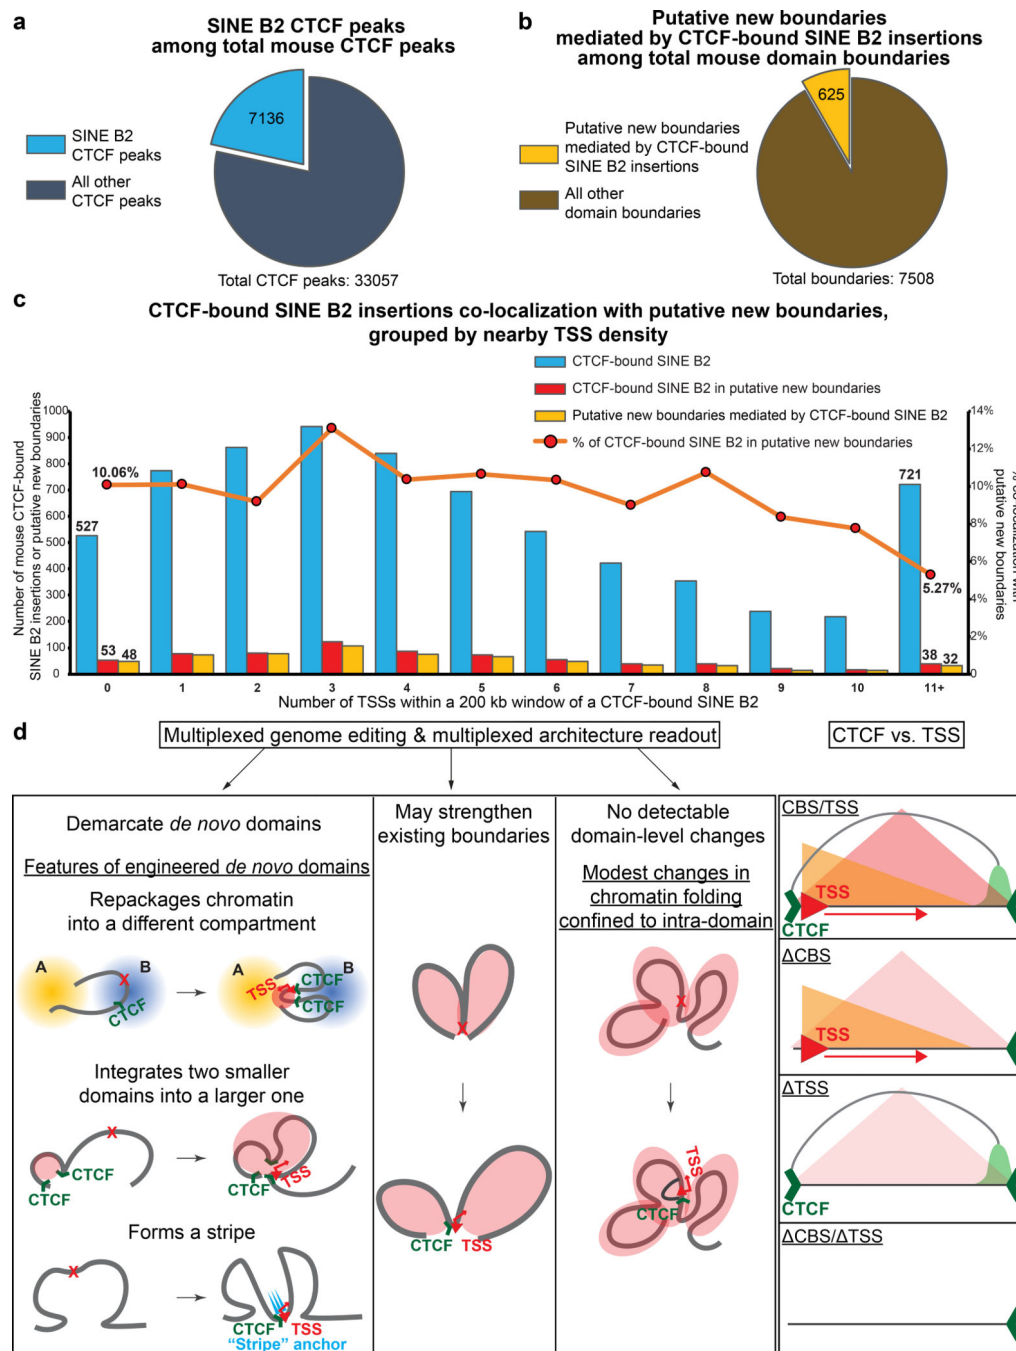 a
SINE B2 CTCF peaks
among total mouse CTCF peaks
7136
SINE B2
CTCF peaks
All other
CTCF peaks
Total CTCF peaks: 33057
b
Putative new boundaries
mediated by CTCF-bound SINE B2 insertions
among total mouse domain boundaries
625
Putative new boundaries
mediated by CTCF-bound
SINE B2 insertions
All other
domain boundaries
Total boundaries: 7508
c
CTCF-bound SINE B2 insertions co-localization with putative new boundaries,
grouped by nearby TSS density
CTCF-bound SINE B2
CTCF-bound SINE B2 in putative new boundaries
Putative new boundaries mediated by CTCF-bound SINE B2
% of CTCF-bound SINE B2 in putative new boundaries
Number of mouse CTCF-bound
SINE B2 insertions or putative new boundaries
1000
900
800
700
600
500
400
300
200
100
0
10.06%
527
53
48
721
5.27%
38
32
14%
12%
10%
8%
6%
4%
2%
0%
putative new boundaries
0 1 2 3 4 5 6 7 8 9 10 11+
Number of TSSs within a 200 kb window of a CTCF-bound SINE B2
d
Multiplexed genome editing & multiplexed architecture readout
CTCF vs. TSS
Demarcate de novo domains
Features of engineered de novo domains
Repackages chromatin
into a different compartment
A
B
X
CTCF
A
B
TSS
CTCF
CTCF
Integrates two smaller
domains into a larger one
X
CTCF
CTCF
CTCF
TSS
Forms a stripe
X
CTCF
TSS
"Stripe" anchor
May strengthen
existing boundaries
X
CTCF
TSS
No detectable
domain-level changes
Modest changes in
chromatin folding
confined to intra-domain
X
TSS
CTCF
CBS/TSS
TSS
CTCF
ΔCBS
TSS
ΔTSS
CTCF
ΔCBS/ΔTSS